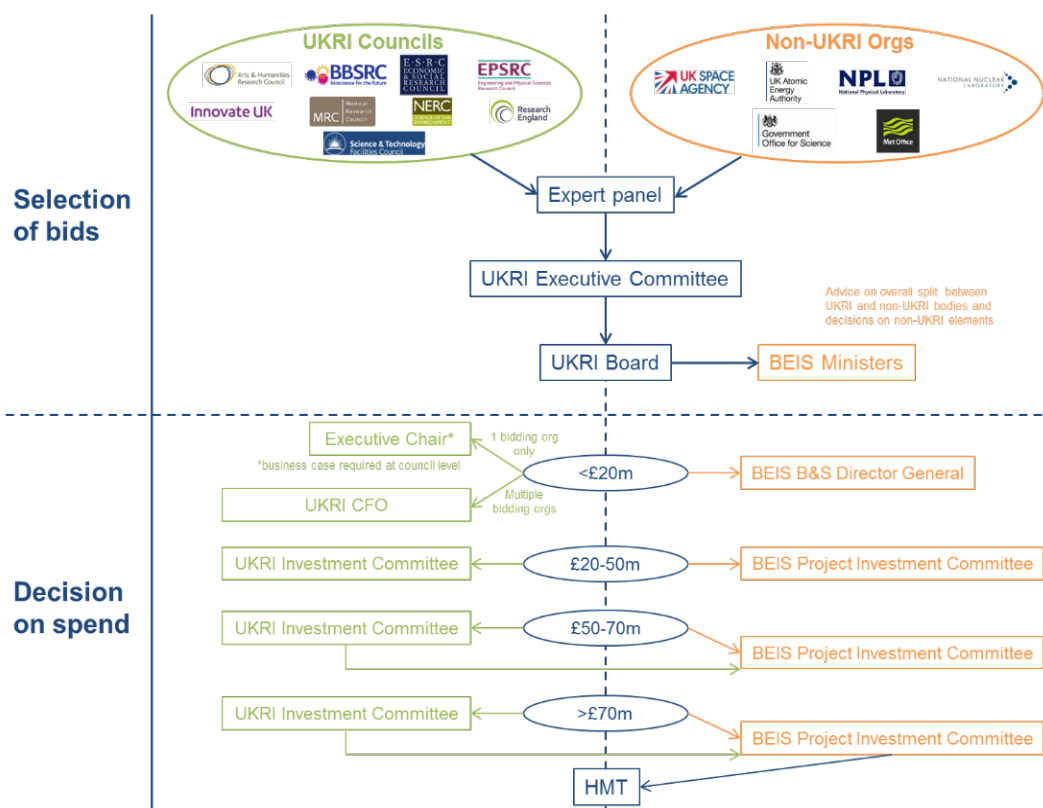 UKRI Councils
Non-UKRI Orgs
Arts & Humanities
Research Council
BBSRC
bioscience for the future
E·S·R·C
ECONOMIC
& SOCIAL
RESEARCH
COUNCIL
EPSRC
Engineering and Physical Sciences
Research Council
UK SPACE
AGENCY
UK Atomic
Energy
Authority
NPL
National Physical Laboratory
NATIONAL NUCLEAR
LABORATORY
Innovate UK
MRC
Medical
Research
Council
NERC
SCIENCE OF THE
ENVIRONMENT
Research
England
Science & Technology
Facilities Council
Government
Office for Science
Met Office
Selection
of bids
Expert panel
UKRI Executive Committee
Advice on overall split between
UKRI and non-UKRI bodies and
decisions on non-UKRI elements
UKRI Board
BEIS Ministers
Decision
on spend
Executive Chair*
*business case required at council level
1 bidding org
only
<£20m
BEIS B&S Director General
UKRI CFO
Multiple
bidding orgs
UKRI Investment Committee
£20-50m
BEIS Project Investment Committee
UKRI Investment Committee
£50-70m
BEIS Project Investment Committee
UKRI Investment Committee
>£70m
BEIS Project Investment Committee
HMT